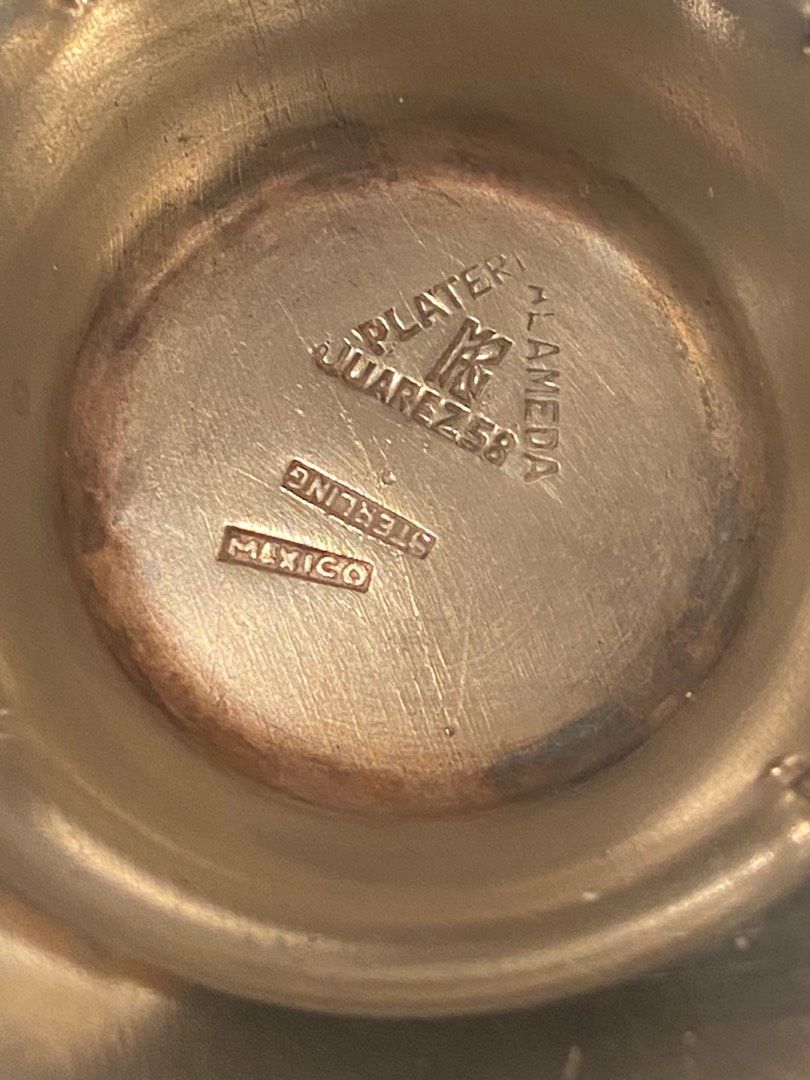 PLATERI
ALAMEDA
JUAREZ 58
STERLING
MEXICO